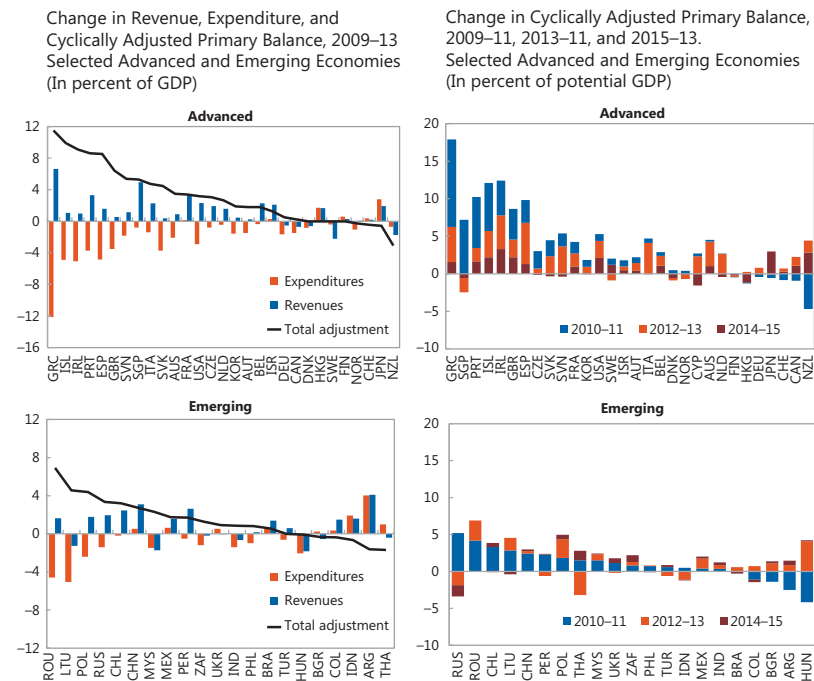 Change in Revenue, Expenditure, and
Cyclically Adjusted Primary Balance, 2009–13
Selected Advanced and Emerging Economies
(In percent of GDP)
Advanced
12
8
4
0
−4
−8
−12
−16
Expenditures
Revenues
Total adjustment
GRC ISL IRL PRT ESP GBR SVN SGP ITA SVK AUS FRA USA CZE NLD KOR AUT BEL ISR DEU CAN DNK HKG SWE FIN NOR CHE JPN NZL
Emerging
12
8
4
0
−4
−8
−12
Expenditures
Revenues
Total adjustment
ROU LTU POL RUS CHL CHN MYS MEX PER ZAF UKR IND PHL BRA TUR HUN BGR COL IDN ARG THA
Change in Cyclically Adjusted Primary Balance,
2009–11, 2013–11, and 2015–13.
Selected Advanced and Emerging Economies
(In percent of potential GDP)
Advanced
20
15
10
5
0
−5
−10
2010–11 2012–13 2014–15
GRC SGP PRT ISL IRL GBR ESP CZE SVK SVN FRA KOR USA SWE ISR AUT ITA BEL DNK NOR CYP AUS NLD FIN HKG DEU JPN CHE CAN NZL
Emerging
20
15
10
5
0
−5
−10
2010–11 2012–13 2014–15
RUS ROU CHL LTU CHN PER POL THA MYS UKR ZAF PHL TUR IDN MEX IND BRA COL BGR ARG HUN